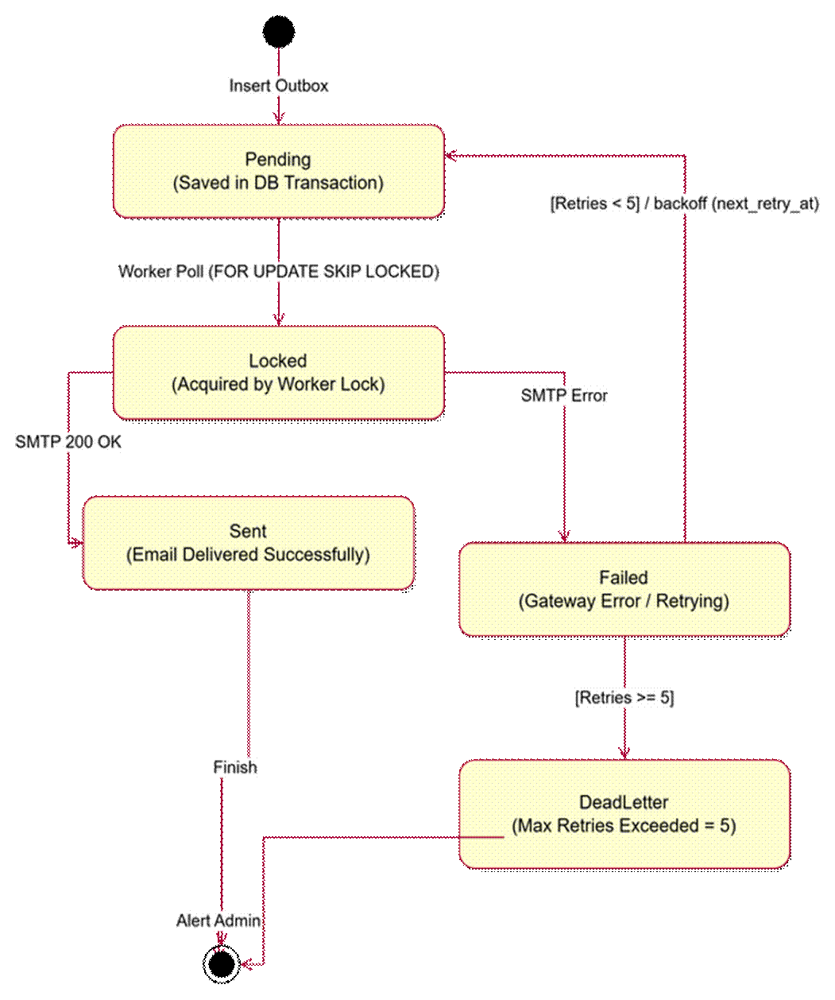 Insert Outbox
Pending
(Saved in DB Transaction)
[Retries < 5] / backoff (next_retry_at)
Worker Poll (FOR UPDATE SKIP LOCKED)
Locked
(Acquired by Worker Lock)
SMTP Error
SMTP 200 OK
Sent
(Email Delivered Successfully)
Failed
(Gateway Error / Retrying)
[Retries >= 5]
Finish
DeadLetter
(Max Retries Exceeded = 5)
Alert Admin